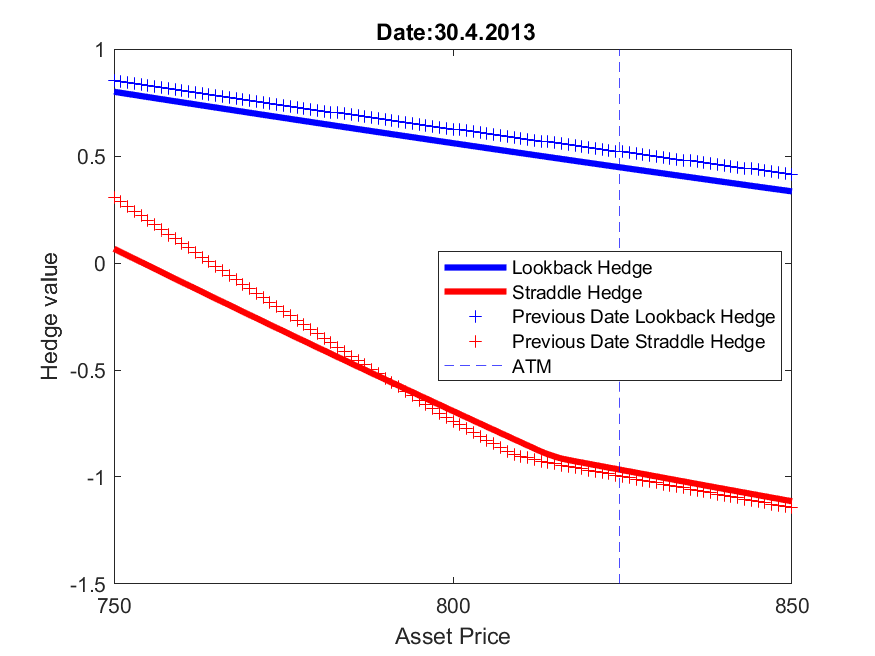 Date:30.4.2013
1
0.5
0
-0.5
-1
-1.5
Hedge value
Lookback Hedge
Straddle Hedge
Previous Date Lookback Hedge
Previous Date Straddle Hedge
ATM
750
800
850
Asset Price